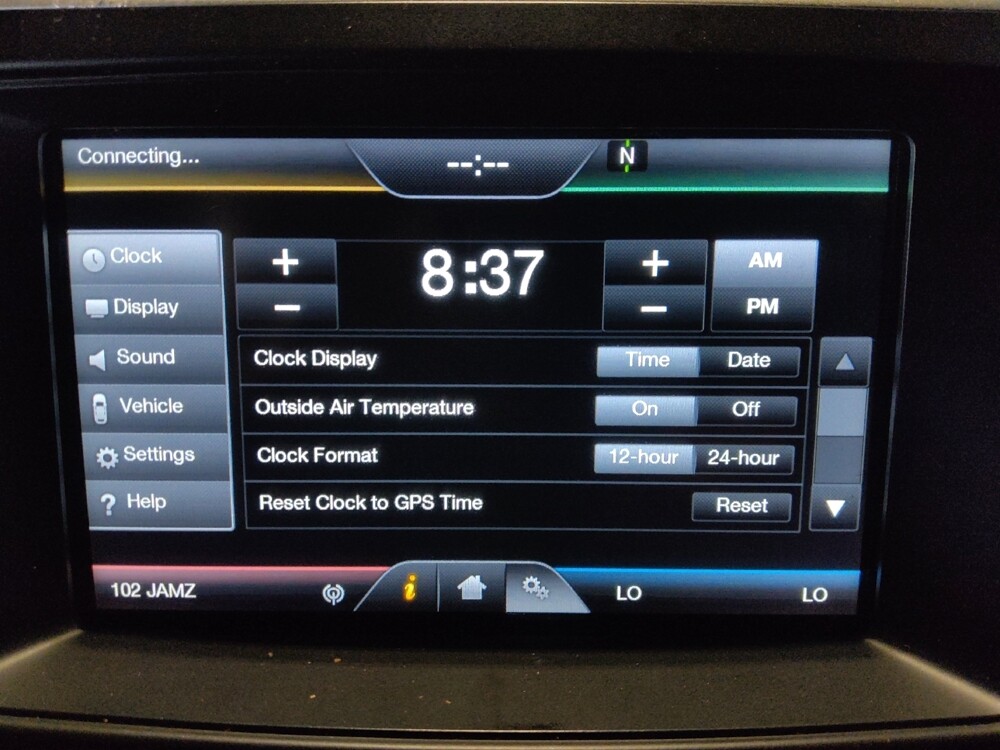 Connecting... --:-- N
Clock
Display
Sound
Vehicle
Settings
Help
+ 8:37 + AM
− − PM
Clock Display Time Date
Outside Air Temperature On Off
Clock Format 12-hour 24-hour
Reset Clock to GPS Time Reset
102 JAMZ i LO LO